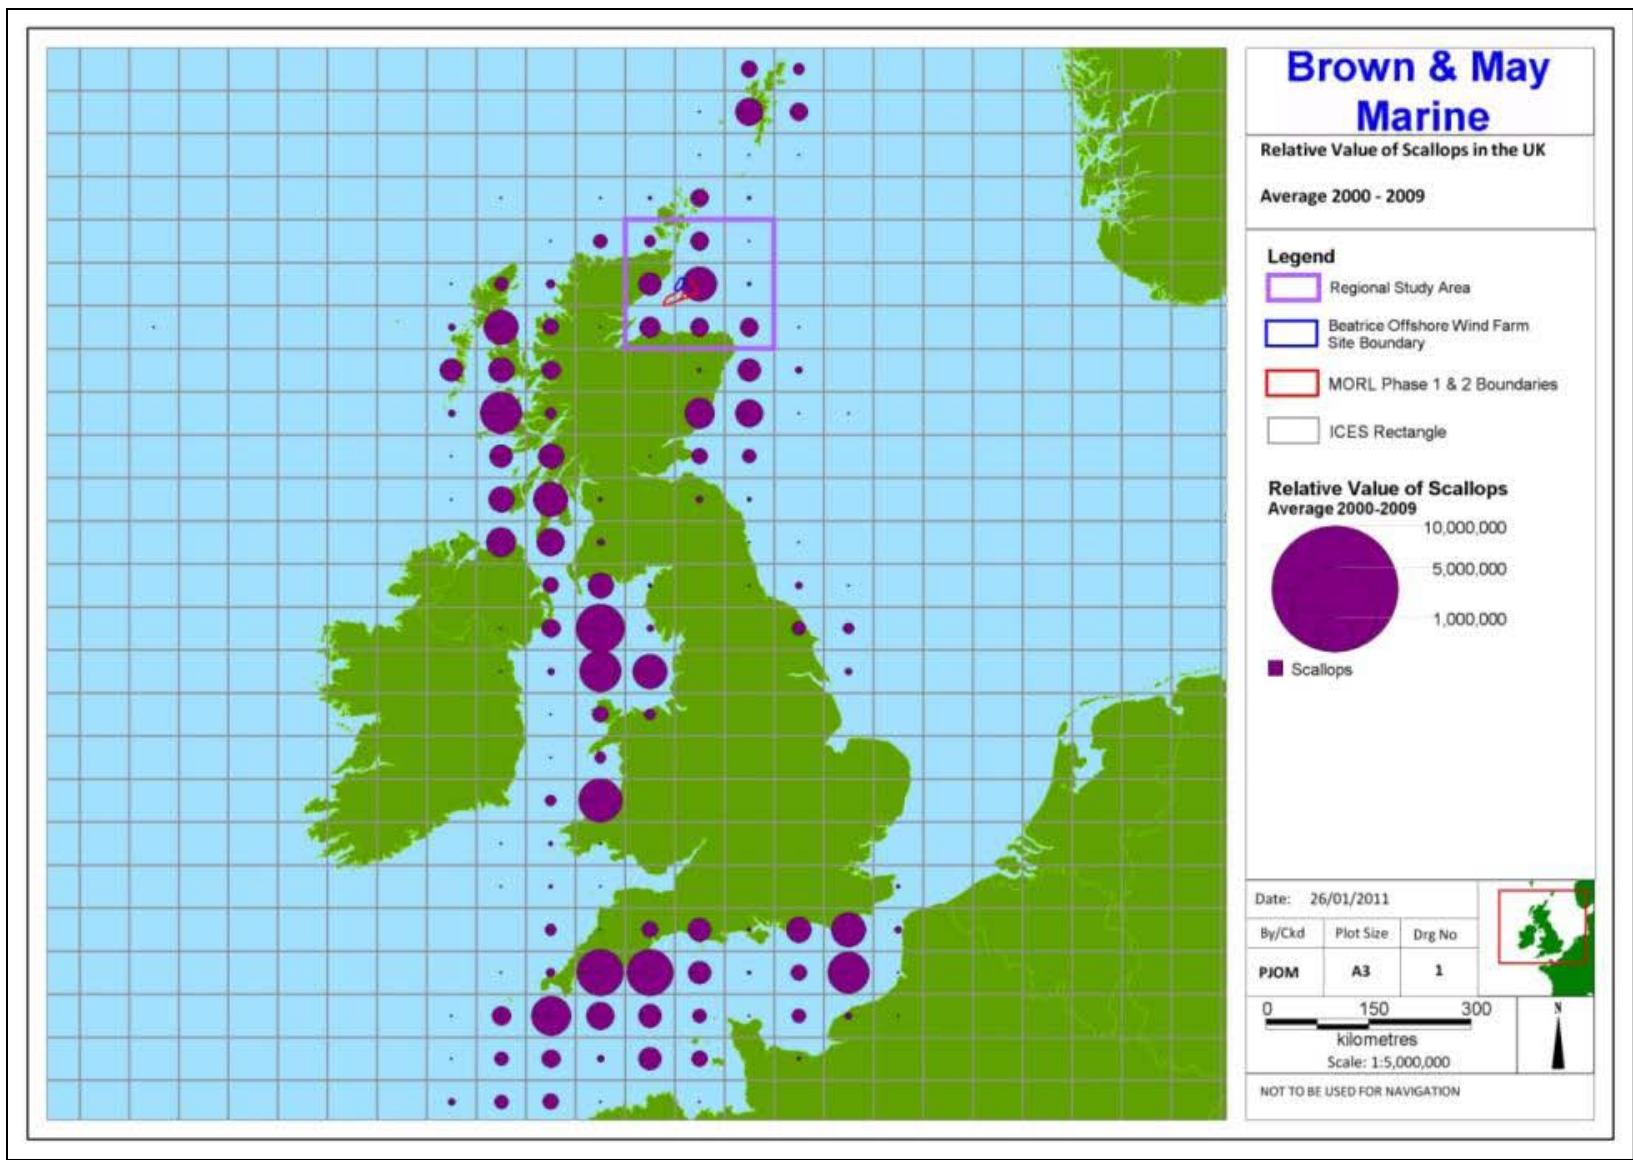 Brown & May
Marine
Relative Value of Scallops in the UK
Average 2000 - 2009
Legend
Regional Study Area
Beatrice Offshore Wind Farm
Site Boundary
MORL Phase 1 & 2 Boundaries
ICES Rectangle
Relative Value of Scallops
Average 2000-2009
10,000,000
5,000,000
1,000,000
Scallops
Date: 26/01/2011
By/Ckd Plot Size Drg No
PJOM A3 1
0 150 300
kilometres
Scale: 1:5,000,000
N
NOT TO BE USED FOR NAVIGATION